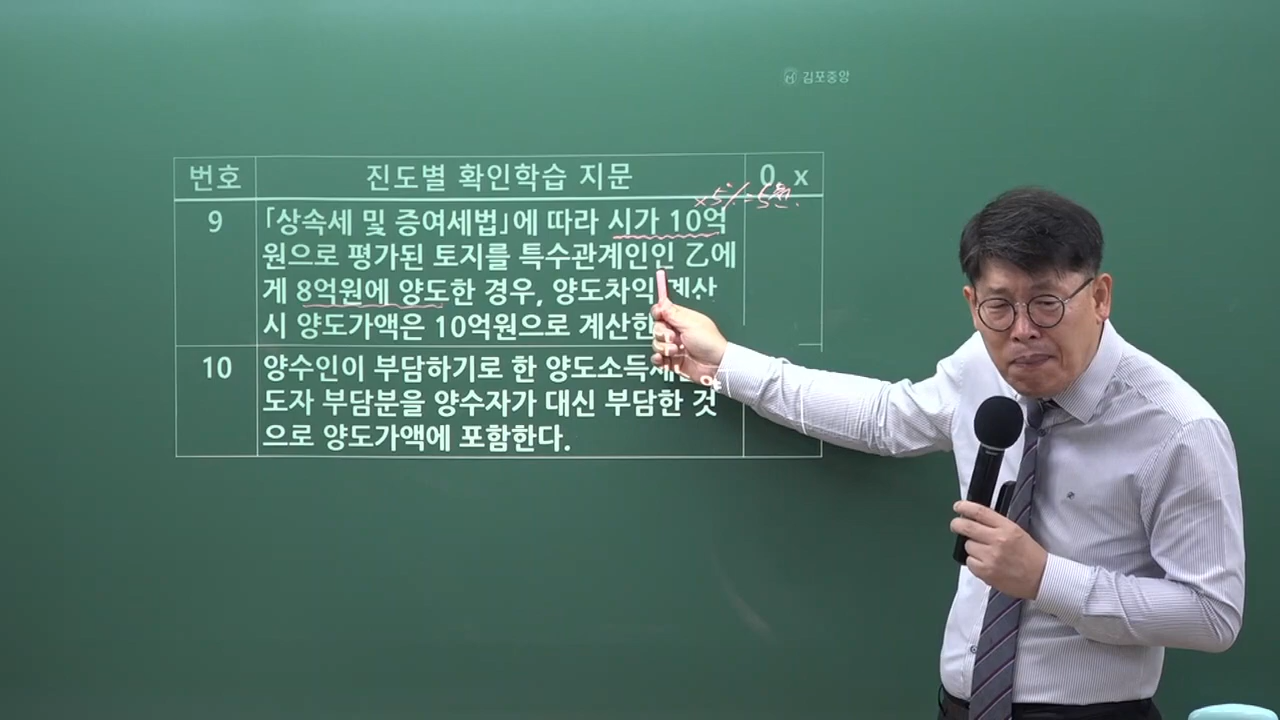 김포중앙
번호 진도별 확인학습 지문 O, x
x5%=5천.
9 「상속세 및 증여세법」에 따라 시가 10억
원으로 평가된 토지를 특수관계인인 乙에
게 8억원에 양도한 경우, 양도차익 계산
시 양도가액은 10억원으로 계산한
10 양수인이 부담하기로 한 양도소득세는 양
도자 부담분을 양수자가 대신 부담한 것
으로 양도가액에 포함한다.